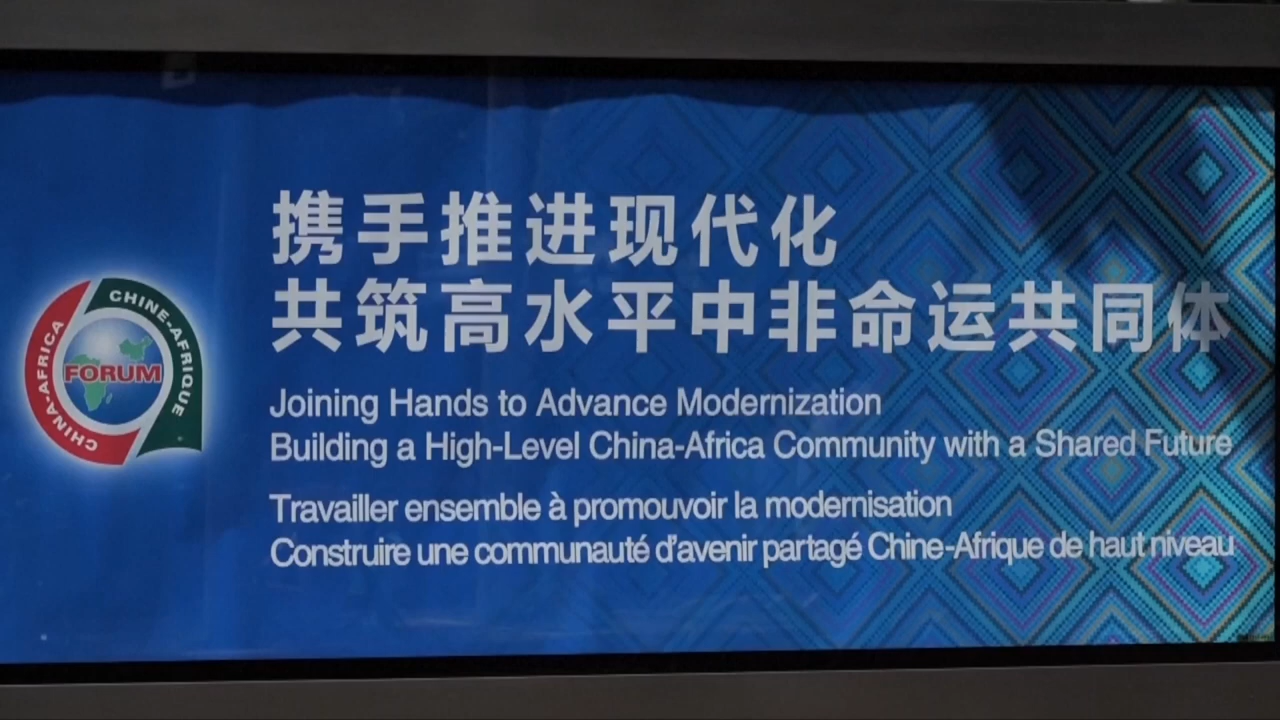 携手推进现代化
共筑高水平中非命运共同体
CHINE-AFRIQUE
CHINA-AFRICA
FORUM
Joining Hands to Advance Modernization
Building a High-Level China-Africa Community with a Shared Future
Travailler ensemble à promouvoir la modernisation
Construire une communauté d'avenir partagé Chine-Afrique de haut niveau